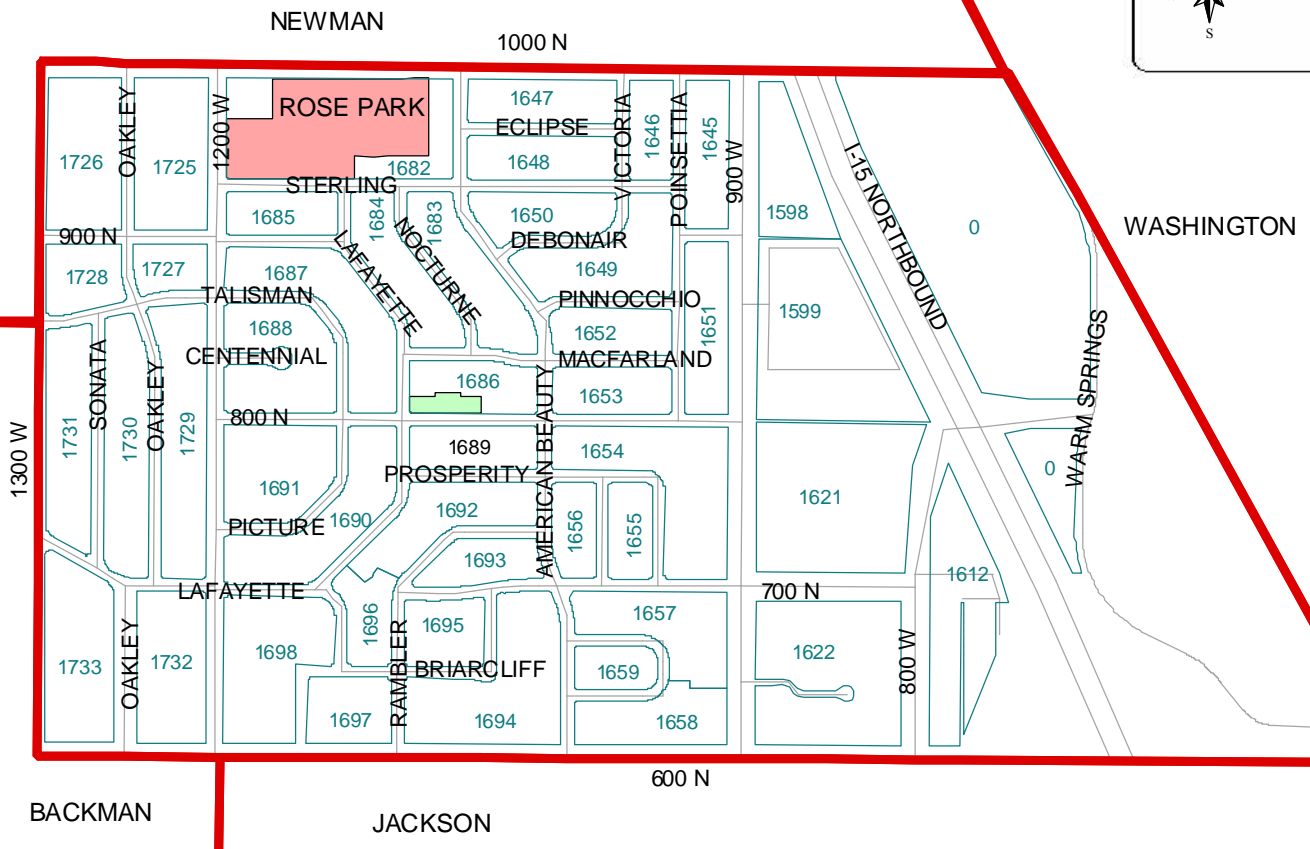 NEWMAN
S
1000 N
ROSE PARK
OAKLEY
1200 W
1647
ECLIPSE
VICTORIA
1646
POINSETTIA
1645
900 W
1726
1725
1682
1648
STERLING
I-15 NORTHBOUND
1685
1684
1683
NOCTURNE
1650
1598
0
WASHINGTON
900 N
LAFAYETTE
DEBONAIR
1728
1727
1687
1649
TALISMAN
PINNOCCHIO
1688
1652
1651
1599
CENTENNIAL
MACFARLAND
SONATA
OAKLEY
1686
1653
WARM SPRINGS
1300 W
1731
1730
1729
800 N
AMERICAN BEAUTY
1689
1654
0
PROSPERITY
1691
1690
1692
1656
1655
1621
PICTURE
1693
1612
LAFAYETTE
700 N
1696
1695
1657
1733
OAKLEY
1732
1698
RAMBLER
BRIARCLIFF
1659
1622
800 W
1697
1694
1658
600 N
BACKMAN
JACKSON